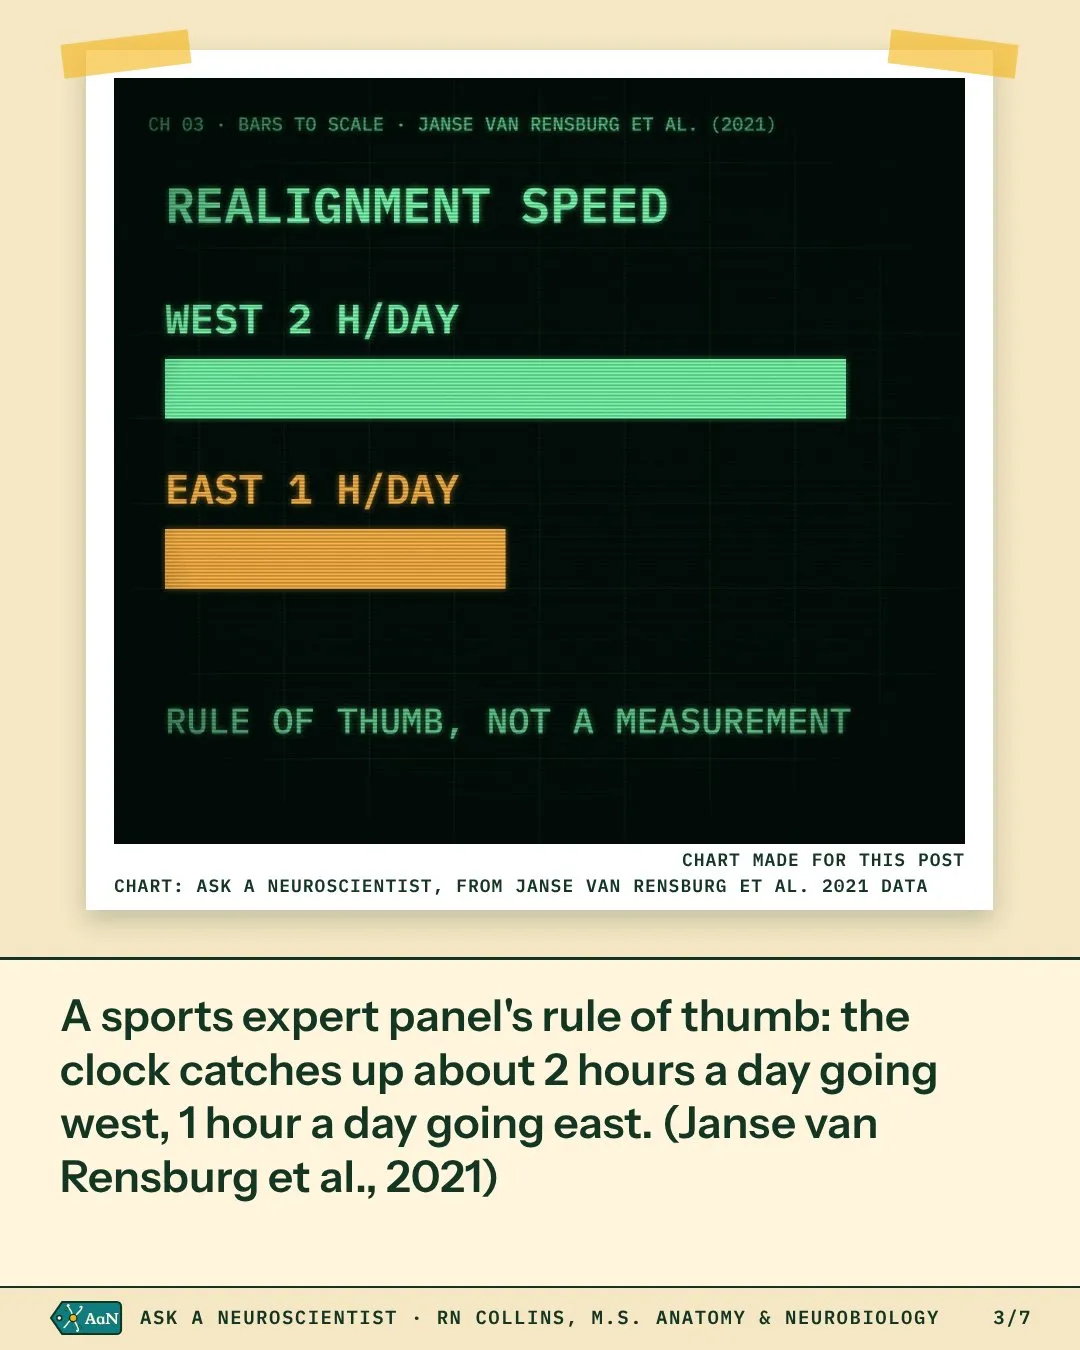 CH 03 · BARS TO SCALE · JANSE VAN RENSBURG ET AL. (2021)
REALIGNMENT SPEED
WEST 2 H/DAY
EAST 1 H/DAY
RULE OF THUMB, NOT A MEASUREMENT
CHART MADE FOR THIS POST
CHART: ASK A NEUROSCIENTIST, FROM JANSE VAN RENSBURG ET AL. 2021 DATA
A sports expert panel's rule of thumb: the
clock catches up about 2 hours a day going
west, 1 hour a day going east. (Janse van
Rensburg et al., 2021)
AaN ASK A NEUROSCIENTIST · RN COLLINS, M.S. ANATOMY & NEUROBIOLOGY 3/7